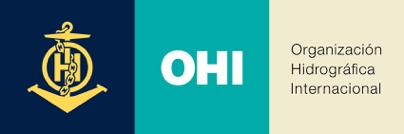 OHI
Organización
Hidrográfica
Internacional